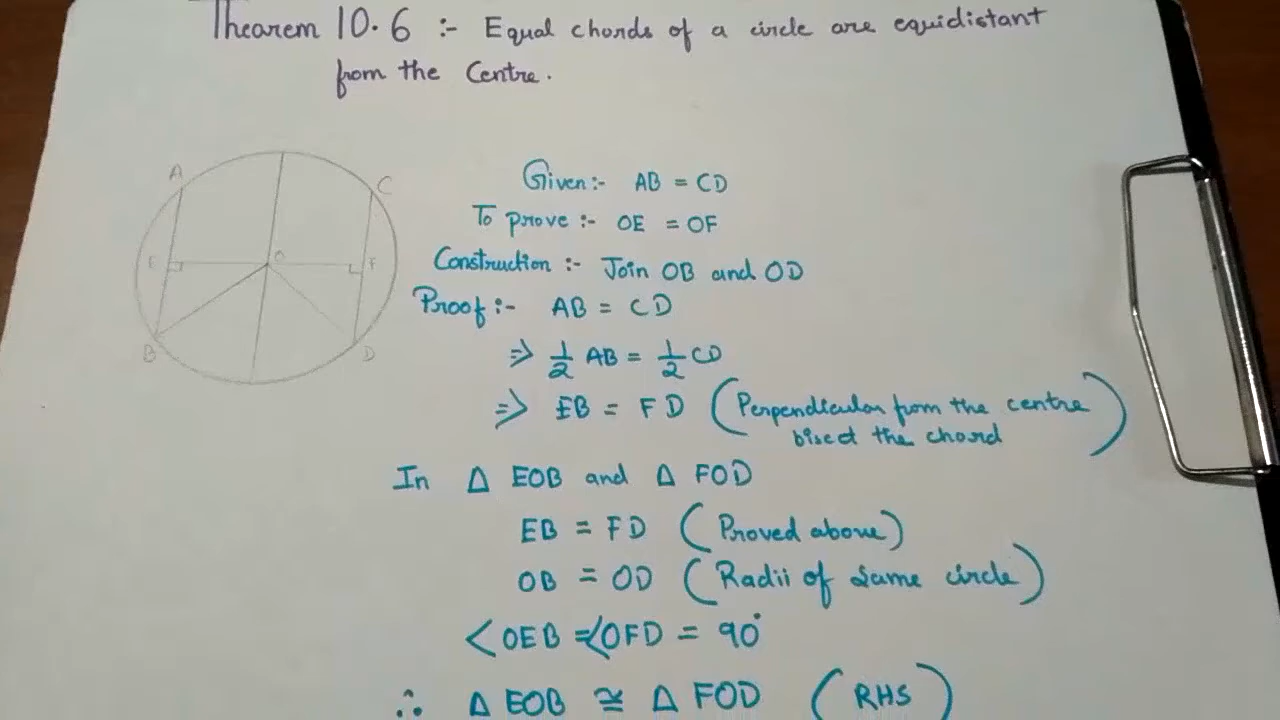 Thearem 10.6 :- Equal chords of a circle are equidistant
from the Centre.
A
C
E
O
F
B
D
Given:- AB = CD
To prove :- OE = OF
Construction :- Join OB and OD
Proof :- AB = CD
⇒ 1/2 AB = 1/2 CD
⇒ EB = FD (Perpendicular from the centre
bisect the chord)
In Δ EOB and Δ FOD
EB = FD (Proved above)
OB = OD (Radii of same circle)
<OEB = <OFD = 90°
∴ Δ EOB ≅ Δ FOD (RHS)